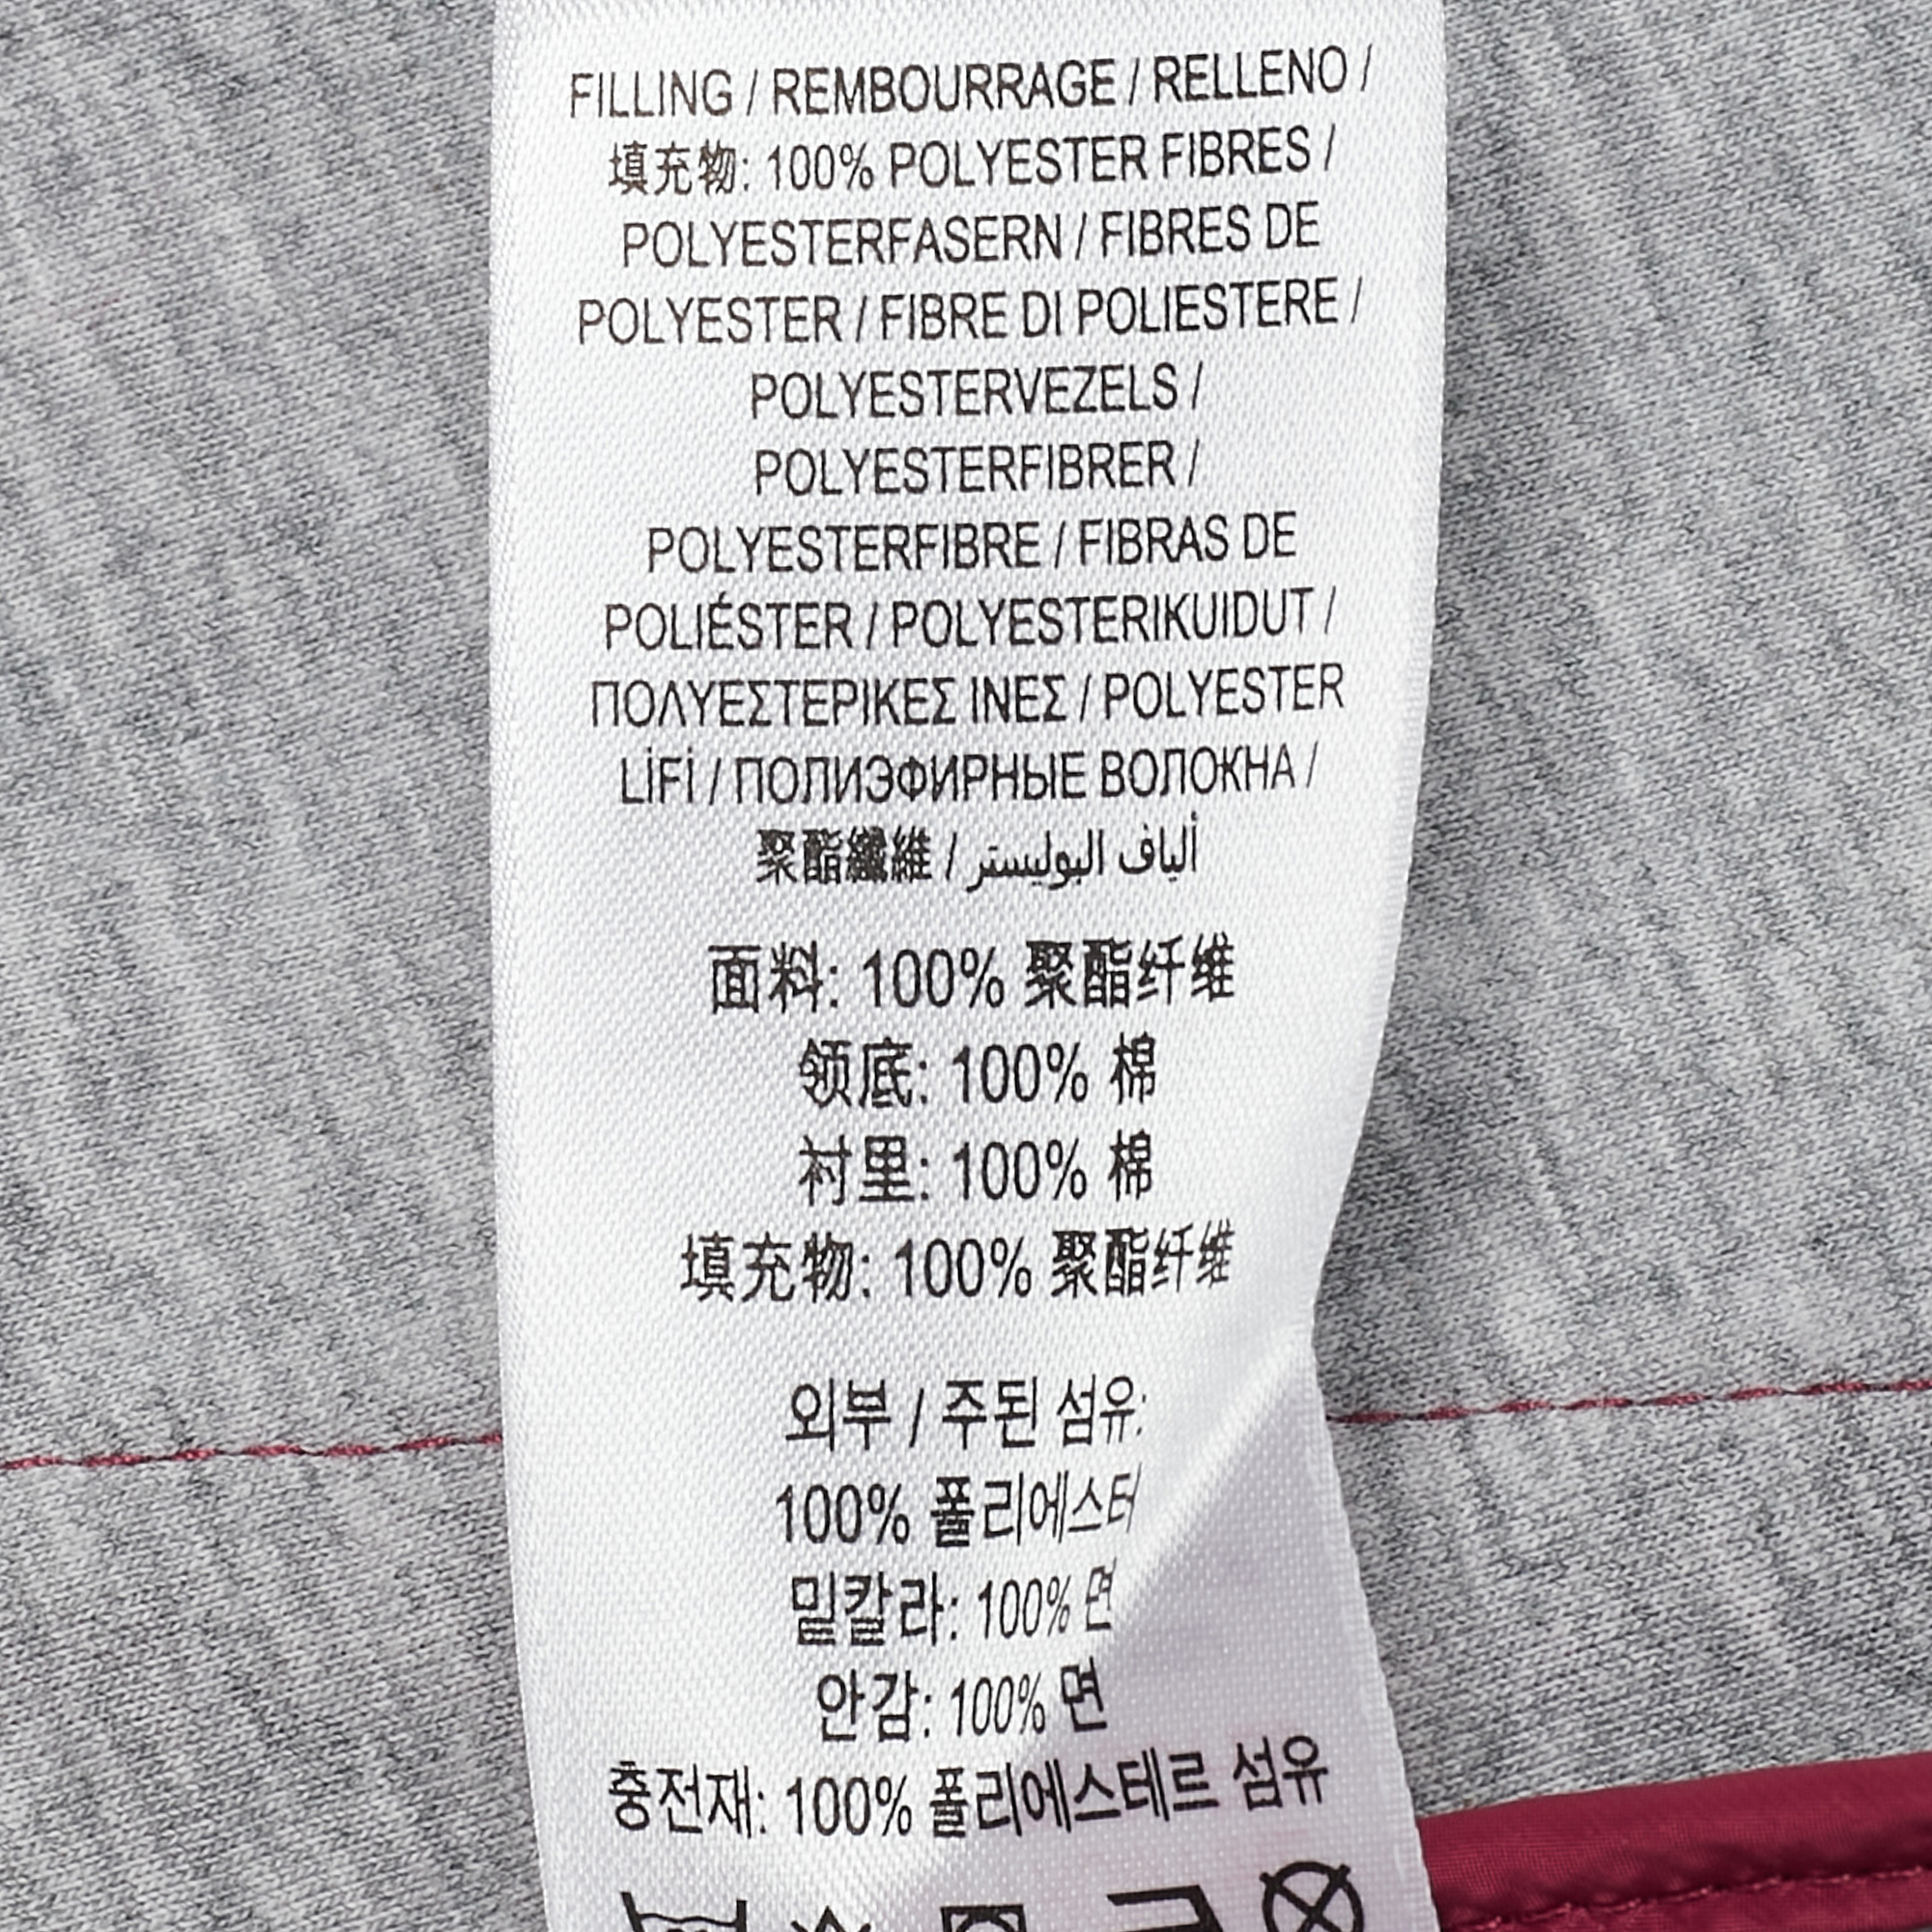 FILLING / REMBOURRAGE / RELLENO /
填充物: 100% POLYESTER FIBRES /
POLYESTERFASERN / FIBRES DE
POLYESTER / FIBRE DI POLIESTERE /
POLYESTERVEZELS /
POLYESTERFIBRER /
POLYESTERFIBRE / FIBRAS DE
POLIÉSTER / POLYESTERIKUIDUT /
ΠΟΛΥΕΣΤΕΡΙΚΕΣ ΙΝΕΣ / POLYESTER
LİFİ / ПОЛИЭФИРНЫЕ ВОЛОКНА /
聚酯纖維 / ألياف البوليستر
面料: 100% 聚酯纤维
领底: 100% 棉
衬里: 100% 棉
填充物: 100% 聚酯纤维
외부 / 주된 섬유:
100% 폴리에스터
밑칼라: 100% 면
안감: 100% 면
충전재: 100% 폴리에스테르 섬유